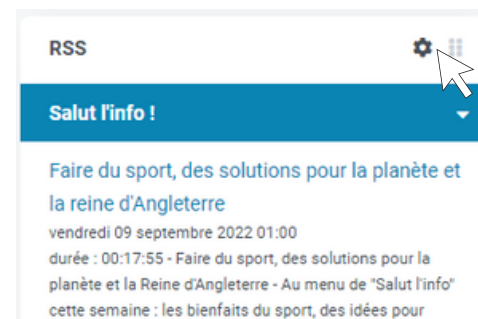 RSS
Salut l'info !
Faire du sport, des solutions pour la planète et
la reine d'Angleterre
vendredi 09 septembre 2022 01:00
durée : 00:17:55 - Faire du sport, des solutions pour la
planète et la Reine d'Angleterre - Au menu de "Salut l'info"
cette semaine : les bienfaits du sport, des idées pour